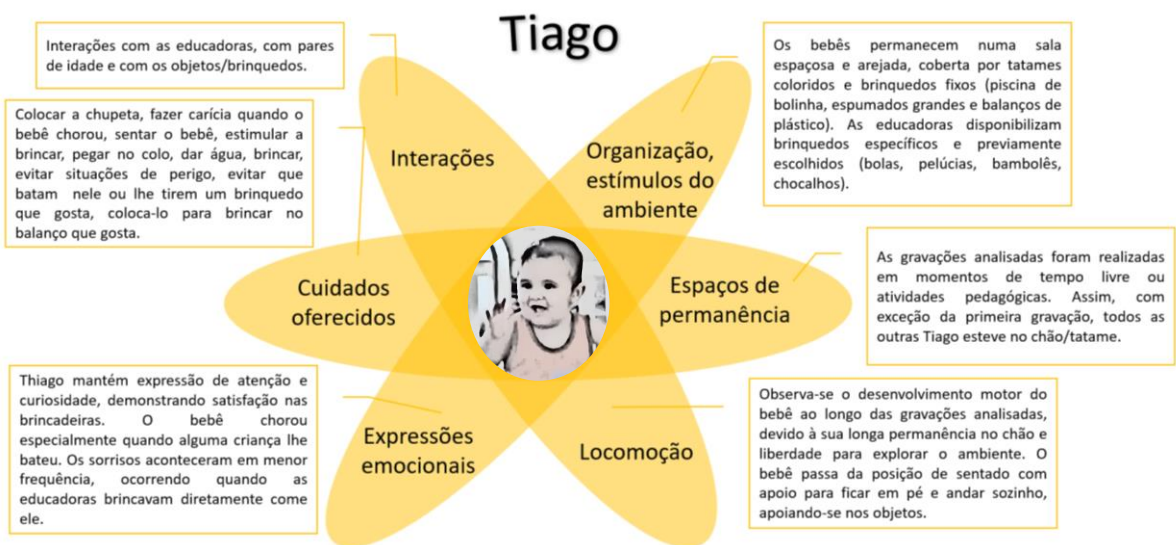 Tiago
Interações com as educadoras, com pares
de idade e com os objetos/brinquedos.
Colocar a chupeta, fazer carícia quando o
bebê chorou, sentar o bebê, estimular a
brincar, pegar no colo, dar água, brincar,
evitar situações de perigo, evitar que
batam nele ou lhe tirem um brinquedo
que gosta, coloca-lo para brincar no
balanço que gosta.
Thiago mantém expressão de atenção e
curiosidade, demonstrando satisfação nas
brincadeiras. O bebê chorou
especialmente quando alguma criança lhe
bateu. Os sorrisos aconteceram em menor
frequência, ocorrendo quando as
educadoras brincavam diretamente come
ele.
Interações
Organização,
estímulos do
ambiente
Cuidados
oferecidos
Espaços de
permanência
Expressões
emocionais
Locomoção
Os bebês permanecem numa sala
espaçosa e arejada, coberta por tatames
coloridos e brinquedos fixos (piscina de
bolinha, espumados grandes e balanços de
plástico). As educadoras disponibilizam
brinquedos específicos e previamente
escolhidos (bolas, pelúcias, bambolês,
chocalhos).
As gravações analisadas foram realizadas
em momentos de tempo livre ou
atividades pedagógicas. Assim, com
exceção da primeira gravação, todos as
outras Tiago esteve no chão/tatame.
Observa-se o desenvolvimento motor do
bebê ao longo das gravações analisadas,
devido à sua longa permanência no chão e
liberdade para explorar o ambiente. O
bebê passa da posição de sentado com
apoio para ficar em pé e andar sozinho,
apoiando-se nos objetos.